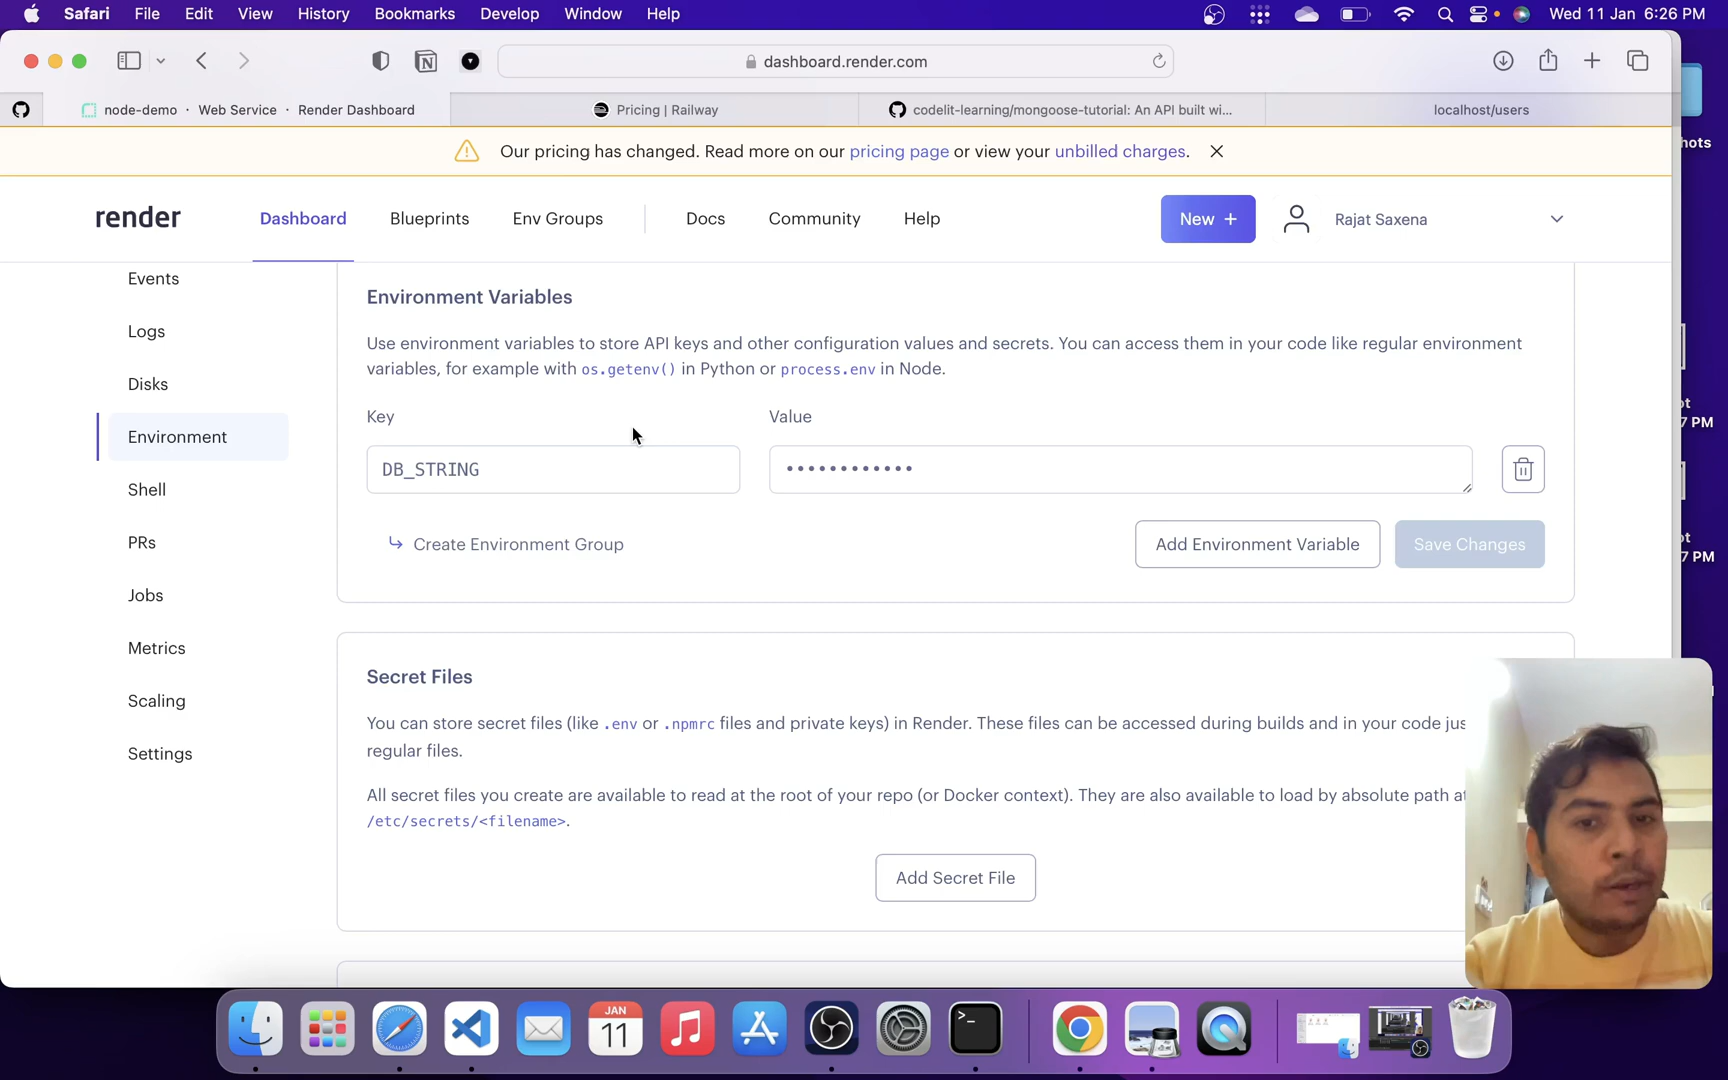 Safari File Edit View History Bookmarks Develop Window Help Wed 11 Jan 6:26 PM
dashboard.render.com
node-demo · Web Service · Render Dashboard Pricing | Railway codelit-learning/mongoose-tutorial: An API built wi... localhost/users
hots
Our pricing has changed. Read more on our pricing page or view your unbilled charges.
render Dashboard Blueprints Env Groups Docs Community Help New + Rajat Saxena
Events
Logs
Disks
Environment
Shell
PRs
Jobs
Metrics
Scaling
Settings
Environment Variables
Use environment variables to store API keys and other configuration values and secrets. You can access them in your code like regular environment
variables, for example with os.getenv() in Python or process.env in Node.
Key Value
DB_STRING ••••••••••••
Create Environment Group Add Environment Variable Save Changes
Secret Files
You can store secret files (like .env or .npmrc files and private keys) in Render. These files can be accessed during builds and in your code jus
regular files.
All secret files you create are available to read at the root of your repo (or Docker context). They are also available to load by absolute path at
/etc/secrets/<filename>.
Add Secret File
ot
7 PM
ot
7 PM
JAN
11